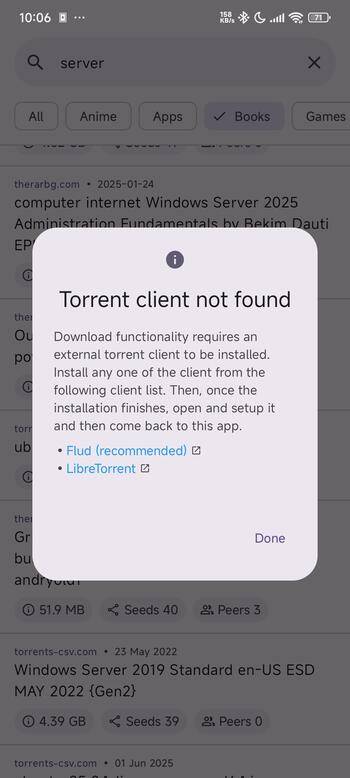 10:06 ...
158 KB/s 71
server
All Anime Apps Books Games
therarbg.com • 2025-01-24
computer internet Windows Server 2025
Administration Fundamentals by Bekim Dauti
Torrent client not found
Download functionality requires an
external torrent client to be installed.
Install any one of the client from the
following client list. Then, once the
installation finishes, open and setup it
and then come back to this app.
• Flud (recommended)
• LibreTorrent
Done
51.9 MB Seeds 40 Peers 3
torrents-csv.com • 23 May 2022
Windows Server 2019 Standard en-US ESD
MAY 2022 {Gen2}
4.39 GB Seeds 39 Peers 0
torrents-csv.com • 01 Jun 2025